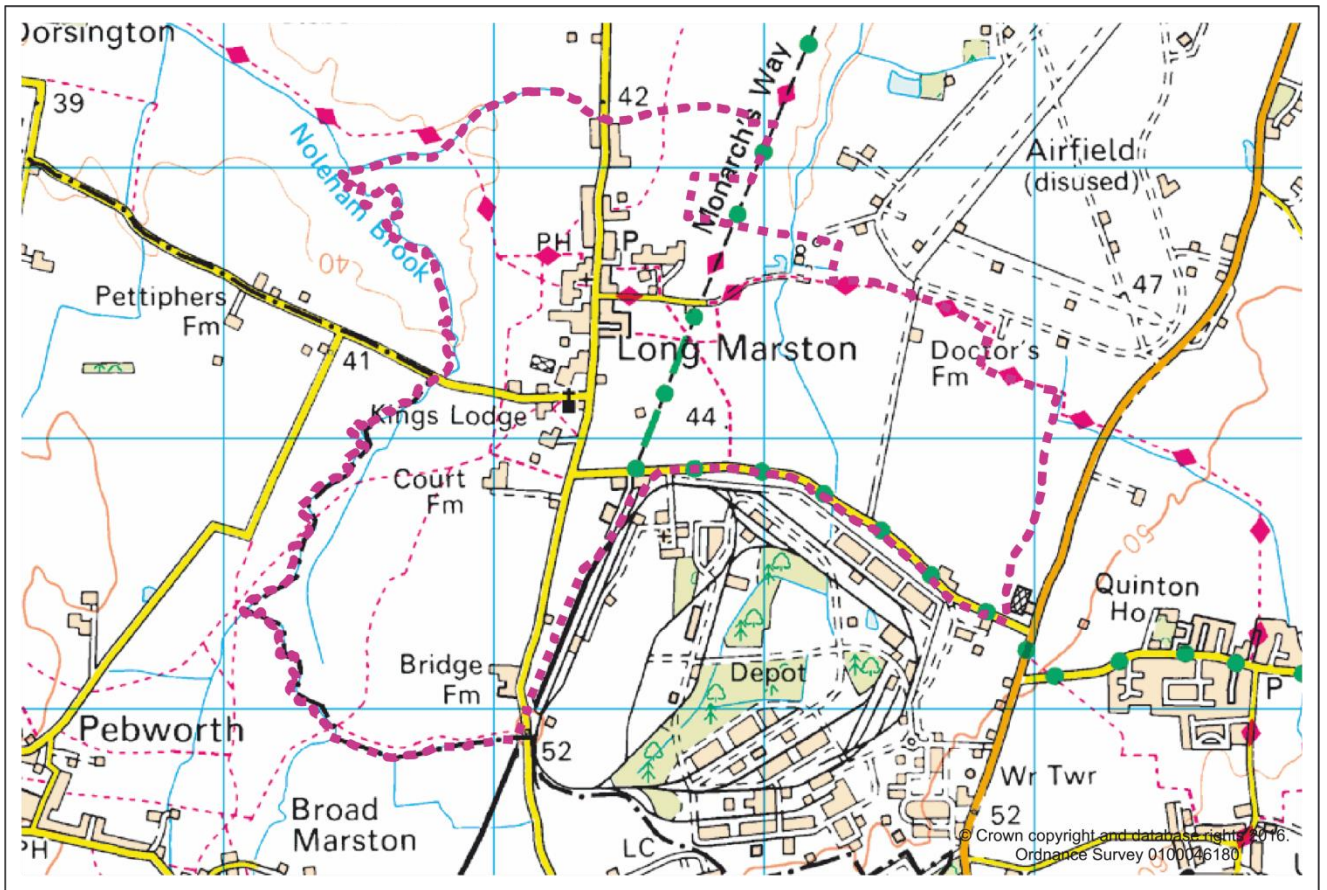 Dorsington
39
42
Monarch's Way
Noleham Brook
Airfield
(disused)
PH
P
40
47
Pettiphers
Fm
41
Long Marston
Doctor's
Fm
Kings Lodge
44
Court
Fm
50
Quinton
Ho
Bridge
Fm
Depot
P
Pebworth
52
Wr Twr
Broad
Marston
52
PH
LC
© Crown copyright and database rights 2016.
Ordnance Survey 0100046180